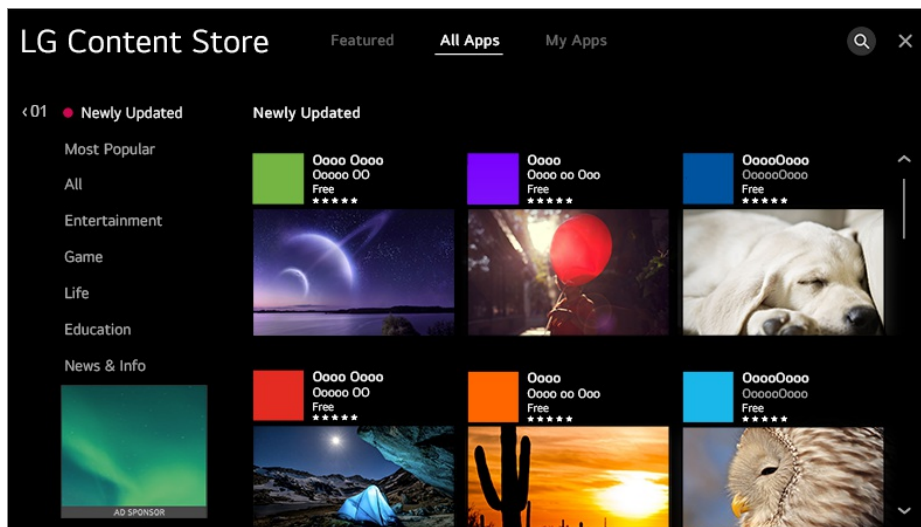 LG Content Store
Featured
All Apps
My Apps
‹01
Newly Updated
Most Popular
All
Entertainment
Game
Life
Education
News & Info
AD SPONSOR
Newly Updated
Oooo Oooo
Ooooo OO
Free
★★★★★
Oooo
Oooo oo Ooo
Free
★★★★★
OoooOooo
OooooOooo
Free
★★★★★
Oooo Oooo
Ooooo OO
Free
★★★★★
Oooo
Oooo oo Ooo
Free
★★★★★
OoooOooo
OooooOooo
Free
★★★★★